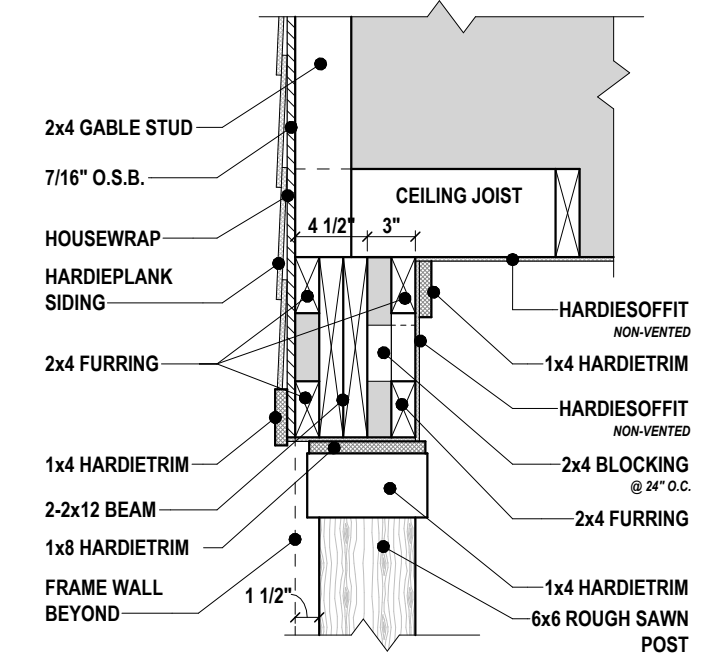 2x4 GABLE STUD
7/16" O.S.B.
HOUSEWRAP
HARDIEPLANK
SIDING
2x4 FURRING
1x4 HARDIETRIM
2-2x12 BEAM
1x8 HARDIETRIM
FRAME WALL
BEYOND
1 1/2"
CEILING JOIST
4 1/2"
3"
HARDIESOFFIT
NON-VENTED
1x4 HARDIETRIM
HARDIESOFFIT
NON-VENTED
2x4 BLOCKING
@ 24" O.C.
2x4 FURRING
1x4 HARDIETRIM
6x6 ROUGH SAWN
POST